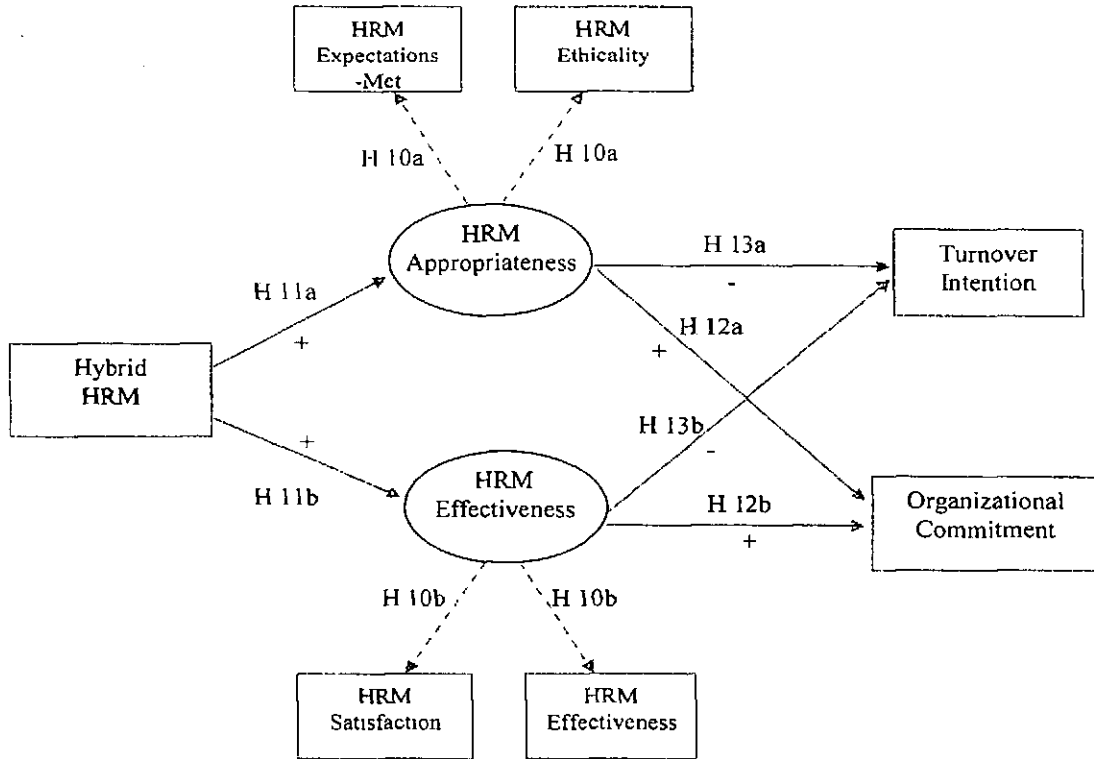 HRM
Expectations
-Met
HRM
Ethicality
H 10a
H 10a
HRM
Appropriateness
H 13a
-
Turnover
Intention
H 11a
+
H 12a
+
Hybrid
HRM
+
H 11b
H 13b
-
HRM
Effectiveness
H 12b
+
Organizational
Commitment
H 10b
H 10b
HRM
Satisfaction
HRM
Effectiveness